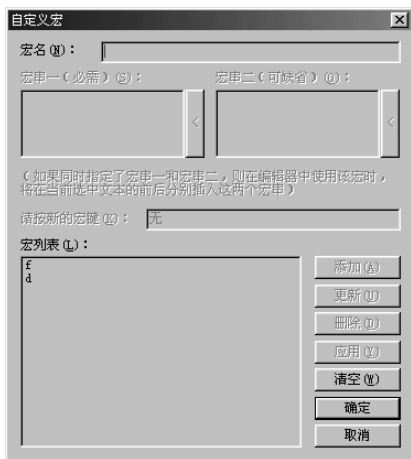 自定义宏
宏名(N)：
宏串一(必需)(S)： 宏串二(可缺省)(O)：
< <
(如果同时指定了宏串一和宏串二，则在编辑器中使用该宏时，
将在当前选中文本的前后分别插入这两个宏串)
请按新的宏键(K)： 无
宏列表(L)：
f
d
添加(A)
更新(U)
删除(D)
应用(Y)
清空(W)
确定
取消